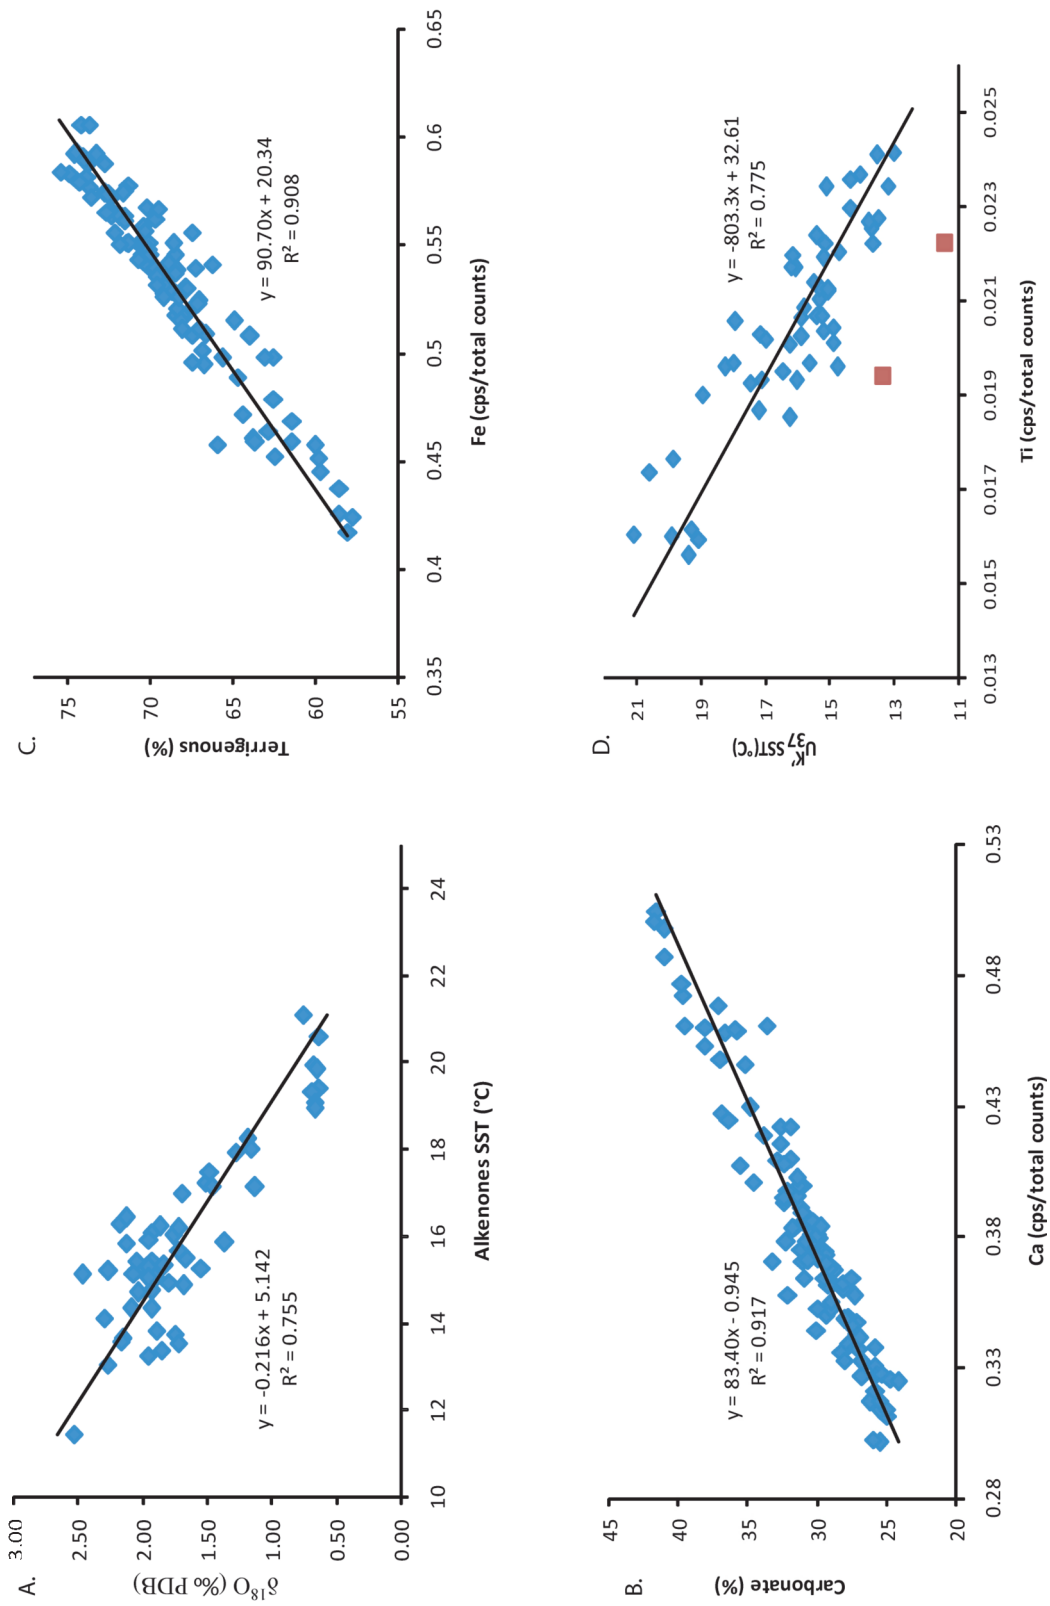 A.
δ18O (‰ PDB)
3.00
2.50
2.00
1.50
1.00
0.50
0.00
10
12
14
16
18
20
22
24
Alkenones SST (°C)
y = -0.216x + 5.142
R² = 0.755
C.
Terrigenous (%)
75
70
65
60
55
0.35
0.4
0.45
0.5
0.55
0.6
0.65
Fe (cps/total counts)
y = 90.70x + 20.34
R² = 0.908
B.
Carbonate (%)
45
40
35
30
25
20
0.28
0.33
0.38
0.43
0.48
0.53
Ca (cps/total counts)
y = 83.40x - 0.945
R² = 0.917
D.
UK'37 SST(°C)
21
19
17
15
13
11
0.013
0.015
0.017
0.019
0.021
0.023
0.025
Ti (cps/total counts)
y = -803.3x + 32.61
R² = 0.775